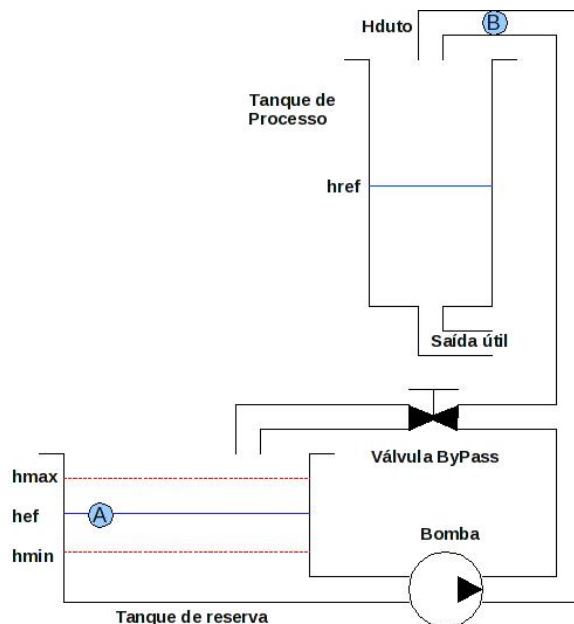 Hduto
B
Tanque de
Processo
href
Saída útil
Válvula ByPass
hmax
hef
A
hmin
Bomba
Tanque de reserva